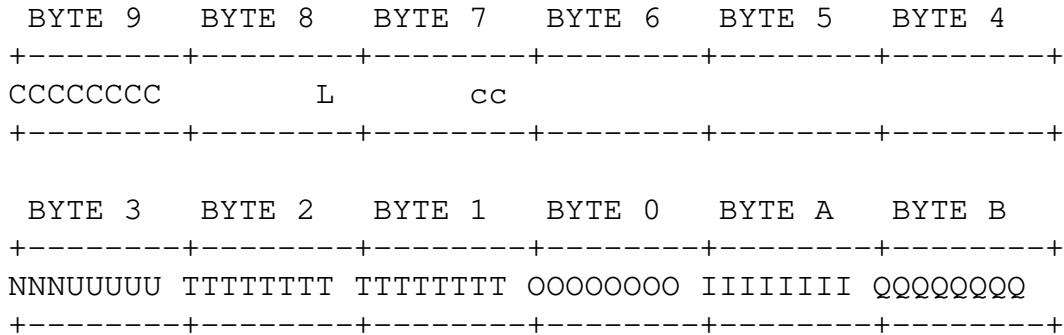 BYTE 9 BYTE 8 BYTE 7 BYTE 6 BYTE 5 BYTE 4
+--------+--------+--------+--------+--------+--------+
CCCCCCCC L cc
+--------+--------+--------+--------+--------+--------+
BYTE 3 BYTE 2 BYTE 1 BYTE 0 BYTE A BYTE B
+--------+--------+--------+--------+--------+--------+
NNNUUUUU TTTTTTTT TTTTTTTT OOOOOOOO IIIIIIII QQQQQQQQ
+--------+--------+--------+--------+--------+--------+